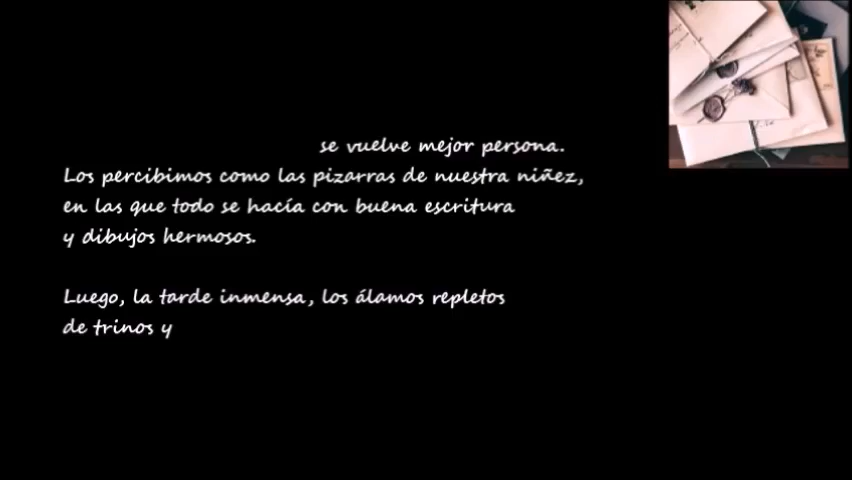 se vuelve mejor persona.
Los percibimos como las pizarras de nuestra niñez,
en las que todo se hacía con buena escritura
y dibujos hermosos.
Luego, la tarde inmensa, los álamos repletos
de trinos y